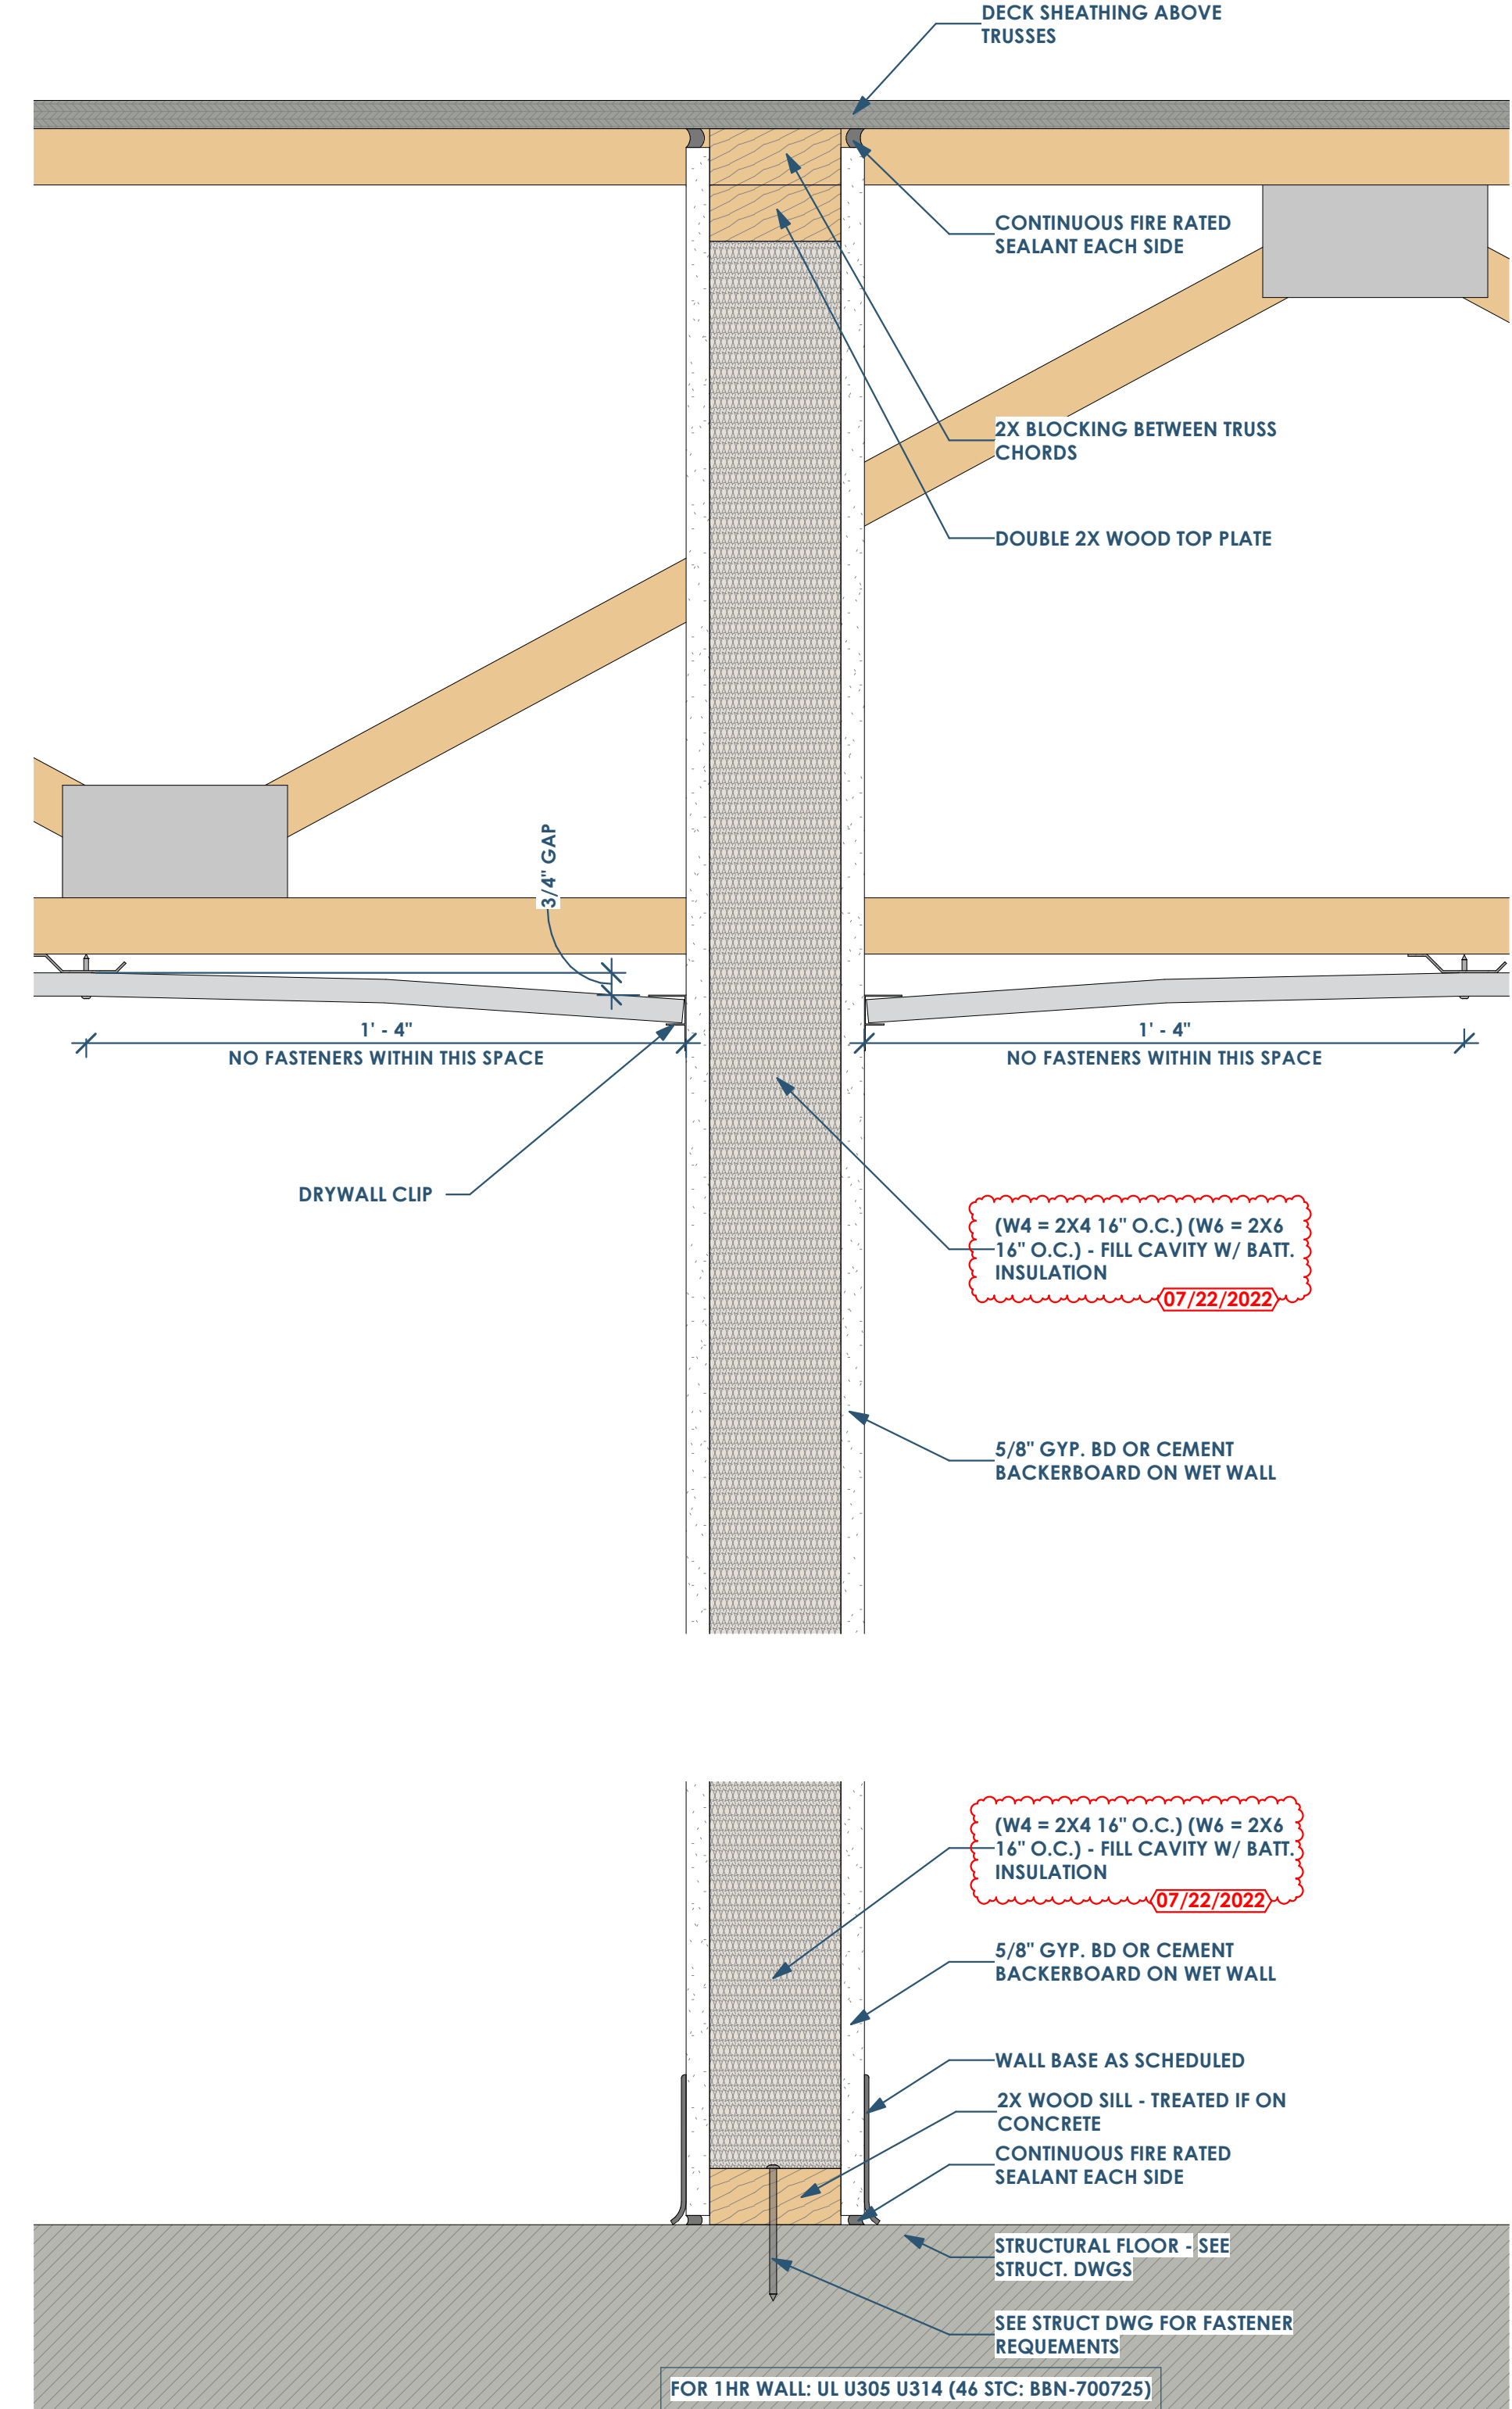 DECK SHEATHING ABOVE
TRUSSES
CONTINUOUS FIRE RATED
SEALANT EACH SIDE
2X BLOCKING BETWEEN TRUSS
CHORDS
DOUBLE 2X WOOD TOP PLATE
3/4" GAP
1' - 4"
NO FASTENERS WITHIN THIS SPACE
1' - 4"
NO FASTENERS WITHIN THIS SPACE
DRYWALL CLIP
(W4 = 2X4 16" O.C.) (W6 = 2X6
16" O.C.) - FILL CAVITY W/ BATT.
INSULATION
07/22/2022
5/8" GYP. BD OR CEMENT
BACKERBOARD ON WET WALL
(W4 = 2X4 16" O.C.) (W6 = 2X6
16" O.C.) - FILL CAVITY W/ BATT.
INSULATION
07/22/2022
5/8" GYP. BD OR CEMENT
BACKERBOARD ON WET WALL
WALL BASE AS SCHEDULED
2X WOOD SILL - TREATED IF ON
CONCRETE
CONTINUOUS FIRE RATED
SEALANT EACH SIDE
STRUCTURAL FLOOR - SEE
STRUCT. DWGS
SEE STRUCT DWG FOR FASTENER
REQUEMENTS
FOR 1HR WALL: UL U305 U314 (46 STC: BBN-700725)